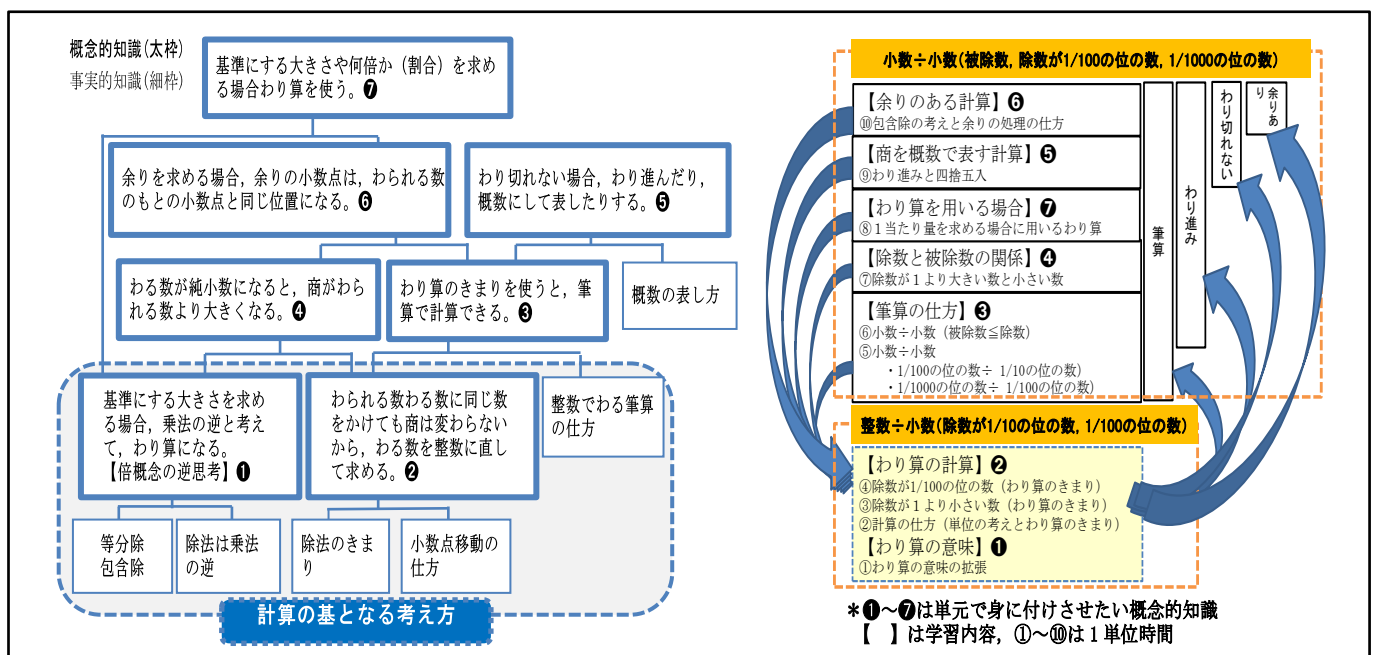 概念的知識(太枠)
事実的知識(細枠)
基準にする大きさや何倍か（割合）を求め
る場合わり算を使う。❼
余りを求める場合，余りの小数点は，わられる数
のもとの小数点と同じ位置になる。❻
わり切れない場合，わり進んだり，
概数にして表したりする。❺
わる数が純小数になると，商がわら
れる数より大きくなる。❹
わり算のきまりを使うと，筆
算で計算できる。❸
概数の表し方
基準にする大きさを求め
る場合，乗法の逆と考え
て，わり算になる。
【倍概念の逆思考】❶
わられる数わる数に同じ数
をかけても商は変わらない
から，わる数を整数に直し
て求める。❷
整数でわる筆算
の仕方
等分除
包含除
除法は乗法
の逆
除法のきま
り
小数点移動の
仕方
計算の基となる考え方
小数÷小数(被除数，除数が1/100の位の数，1/1000の位の数)
【余りのある計算】❻
⑩包含除の考えと余りの処理の仕方
【商を概数で表す計算】❺
⑨わり進みと四捨五入
【わり算を用いる場合】❼
⑧１当たり量を求める場合に用いるわり算
【除数と被除数の関係】❹
⑦除数が１より大きい数と小さい数
【筆算の仕方】❸
⑥小数÷小数（被除数≦除数）
⑤小数÷小数
・1/100の位の数÷ 1/10の位の数）
・1/1000の位の数÷ 1/100の位の数）
筆算
わり進み
わり切れない
余りあ
り
整数÷小数(除数が1/10の位の数，1/100の位の数)
【わり算の計算】❷
④除数が1/100の位の数（わり算のきまり）
③除数が１より小さい数（わり算のきまり）
②計算の仕方（単位の考えとわり算のきまり）
【わり算の意味】❶
①わり算の意味の拡張
＊❶～❼は単元で身に付けさせたい概念的知識
【　】は学習内容，①～⑩は１単位時間